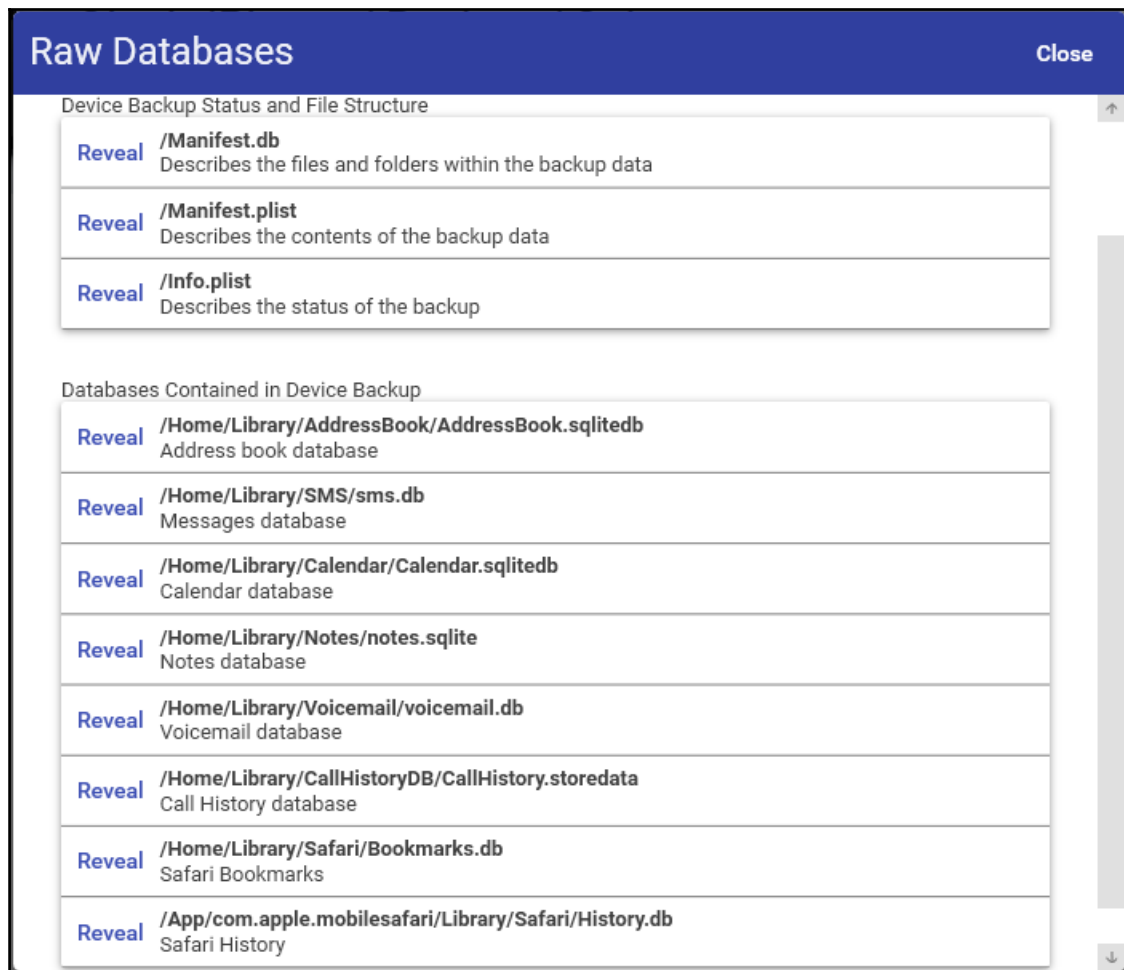 Raw Databases
Close
Device Backup Status and File Structure
Reveal
/Manifest.db
Describes the files and folders within the backup data
Reveal
/Manifest.plist
Describes the contents of the backup data
Reveal
/Info.plist
Describes the status of the backup
Databases Contained in Device Backup
Reveal
/Home/Library/AddressBook/AddressBook.sqlitedb
Address book database
Reveal
/Home/Library/SMS/sms.db
Messages database
Reveal
/Home/Library/Calendar/Calendar.sqlitedb
Calendar database
Reveal
/Home/Library/Notes/notes.sqlite
Notes database
Reveal
/Home/Library/Voicemail/voicemail.db
Voicemail database
Reveal
/Home/Library/CallHistoryDB/CallHistory.storedata
Call History database
Reveal
/Home/Library/Safari/Bookmarks.db
Safari Bookmarks
Reveal
/App/com.apple.mobilesafari/Library/Safari/History.db
Safari History